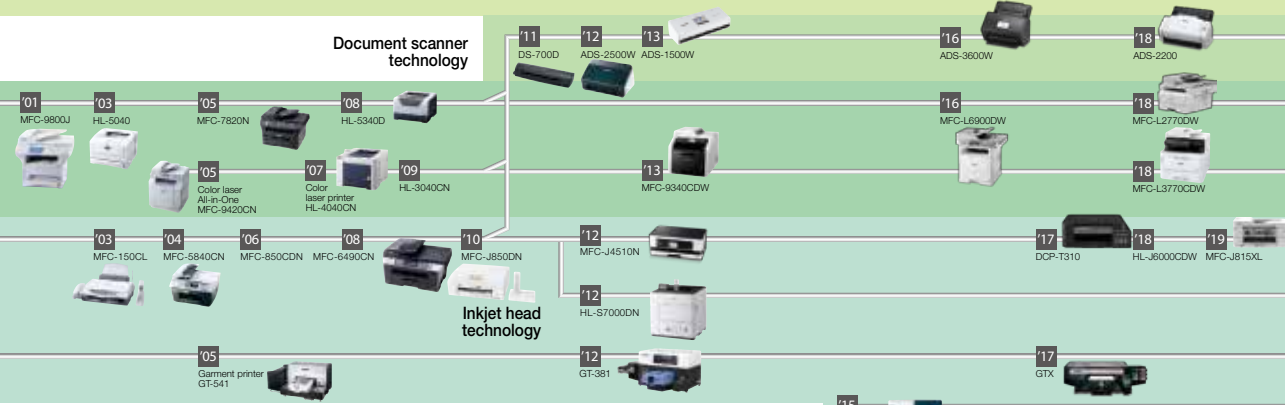 Document scanner
technology
'11
DS-700D
'12
ADS-2500W
'13
ADS-1500W
'16
ADS-3600W
'18
ADS-2200
'01
MFC-9800J
'03
HL-5040
'05
MFC-7820N
'08
HL-5340D
'16
MFC-L6900DW
'18
MFC-L2770DW
'05
Color laser
All-in-One
MFC-9420CN
'07
Color
laser printer
HL-4040CN
'09
HL-3040CN
'13
MFC-9340CDW
'18
MFC-L3770CDW
'03
MFC-150CL
'04
MFC-5840CN
'06
MFC-850CDN
'08
MFC-6490CN
'10
MFC-J850DN
'12
MFC-J4510N
'17
DCP-T310
'18
HL-J6000CDW
'19
MFC-J815XL
Inkjet head
technology
'12
HL-S7000DN
'05
Garment printer
GT-541
'12
GT-381
'17
GTX
'15